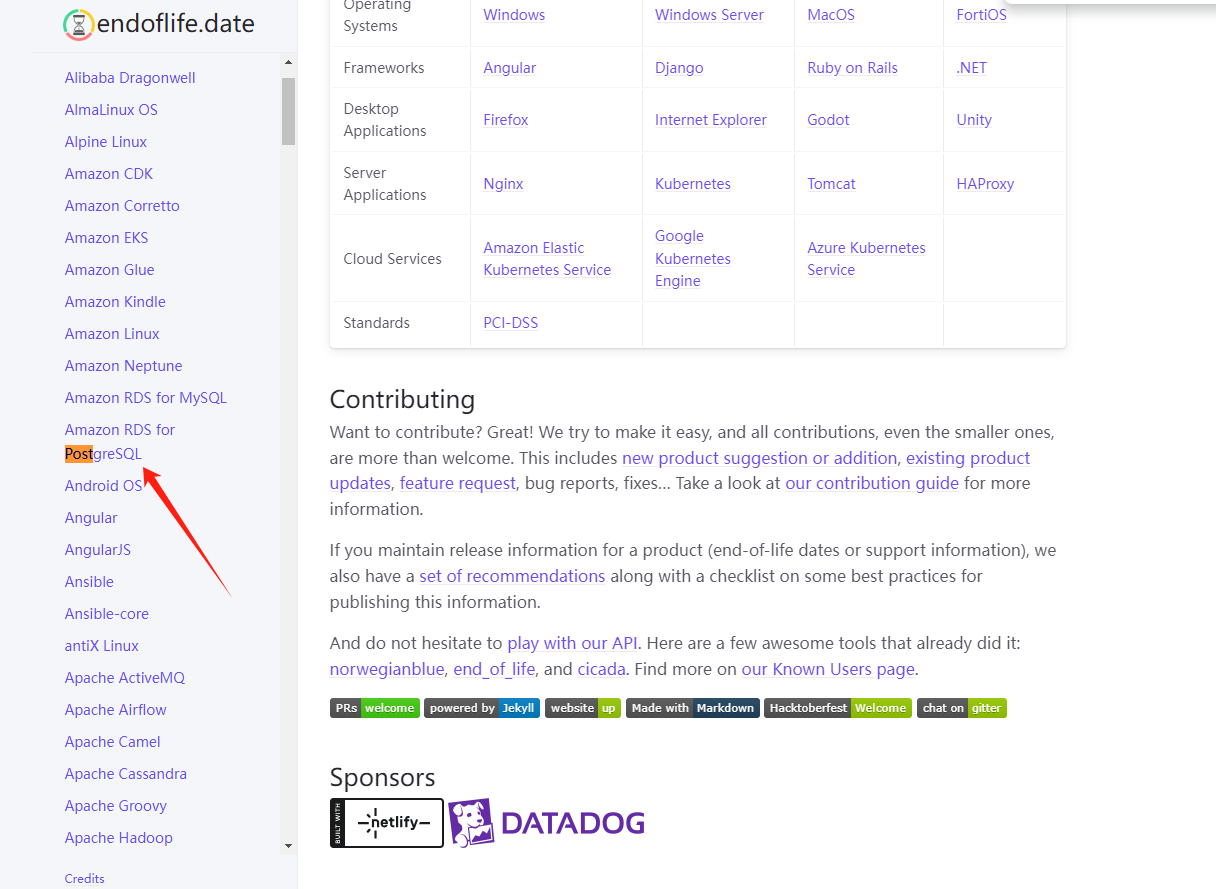 endoflife.date
Alibaba Dragonwell
AlmaLinux OS
Alpine Linux
Amazon CDK
Amazon Corretto
Amazon EKS
Amazon Glue
Amazon Kindle
Amazon Linux
Amazon Neptune
Amazon RDS for MySQL
Amazon RDS for
PostgreSQL
Android OS
Angular
AngularJS
Ansible
Ansible-core
antiX Linux
Apache ActiveMQ
Apache Airflow
Apache Camel
Apache Cassandra
Apache Groovy
Apache Hadoop
Credits
Operating
Systems
Windows
Windows Server
MacOS
FortiOS
Frameworks
Angular
Django
Ruby on Rails
.NET
Desktop
Applications
Firefox
Internet Explorer
Godot
Unity
Server
Applications
Nginx
Kubernetes
Tomcat
HAProxy
Cloud Services
Amazon Elastic
Kubernetes Service
Google
Kubernetes
Engine
Azure Kubernetes
Service
Standards
PCI-DSS
Contributing
Want to contribute? Great! We try to make it easy, and all contributions, even the smaller ones,
are more than welcome. This includes new product suggestion or addition, existing product
updates, feature request, bug reports, fixes... Take a look at our contribution guide for more
information.
If you maintain release information for a product (end-of-life dates or support information), we
also have a set of recommendations along with a checklist on some best practices for
publishing this information.
And do not hesitate to play with our API. Here are a few awesome tools that already did it:
norwegianblue, end_of_life, and cicada. Find more on our Known Users page.
PRs welcome powered by Jekyll website up Made with Markdown Hacktoberfest Welcome chat on gitter
Sponsors
BUILT WITH netlify DATADOG